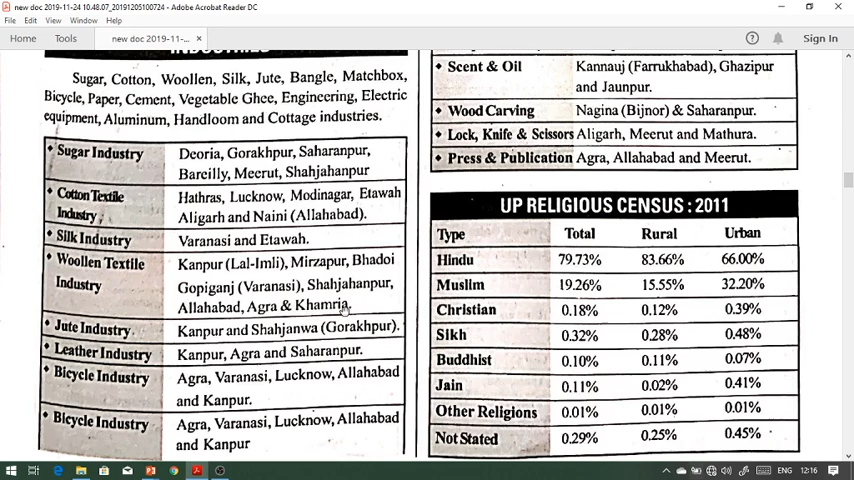 new doc 2019-11-24 10.48.07_20191205100724 - Adobe Acrobat Reader DC
File Edit View Window Help
Home Tools new doc 2019-11-... × Sign In
INDUSTRIES
Sugar, Cotton, Woollen, Silk, Jute, Bangle, Matchbox,
Bicycle, Paper, Cement, Vegetable Ghee, Engineering, Electric
equipment, Aluminum, Handloom and Cottage industries.
Sugar Industry Deoria, Gorakhpur, Saharanpur,
Bareilly, Meerut, Shahjahanpur
Cotton Textile Hathras, Lucknow, Modinagar, Etawah
Industry Aligarh and Naini (Allahabad).
Silk Industry Varanasi and Etawah.
Woollen Textile Kanpur (Lal-Imli), Mirzapur, Bhadoi
Industry Gopiganj (Varanasi), Shahjahanpur,
Allahabad, Agra & Khamria.
Jute Industry Kanpur and Shahjanwa (Gorakhpur).
Leather Industry Kanpur, Agra and Saharanpur.
Bicycle Industry Agra, Varanasi, Lucknow, Allahabad
and Kanpur.
Bicycle Industry Agra, Varanasi, Lucknow, Allahabad
and Kanpur
Scent & Oil Kannauj (Farrukhabad), Ghazipur
and Jaunpur.
Wood Carving Nagina (Bijnor) & Saharanpur.
Lock, Knife & Scissors Aligarh, Meerut and Mathura.
Press & Publication Agra, Allahabad and Meerut.
UP RELIGIOUS CENSUS : 2011
Type Total Rural Urban
Hindu 79.73% 83.66% 66.00%
Muslim 19.26% 15.55% 32.20%
Christian 0.18% 0.12% 0.39%
Sikh 0.32% 0.28% 0.48%
Buddhist 0.10% 0.11% 0.07%
Jain 0.11% 0.02% 0.41%
Other Religions 0.01% 0.01% 0.01%
Not Stated 0.29% 0.25% 0.45%
ENG 12:16